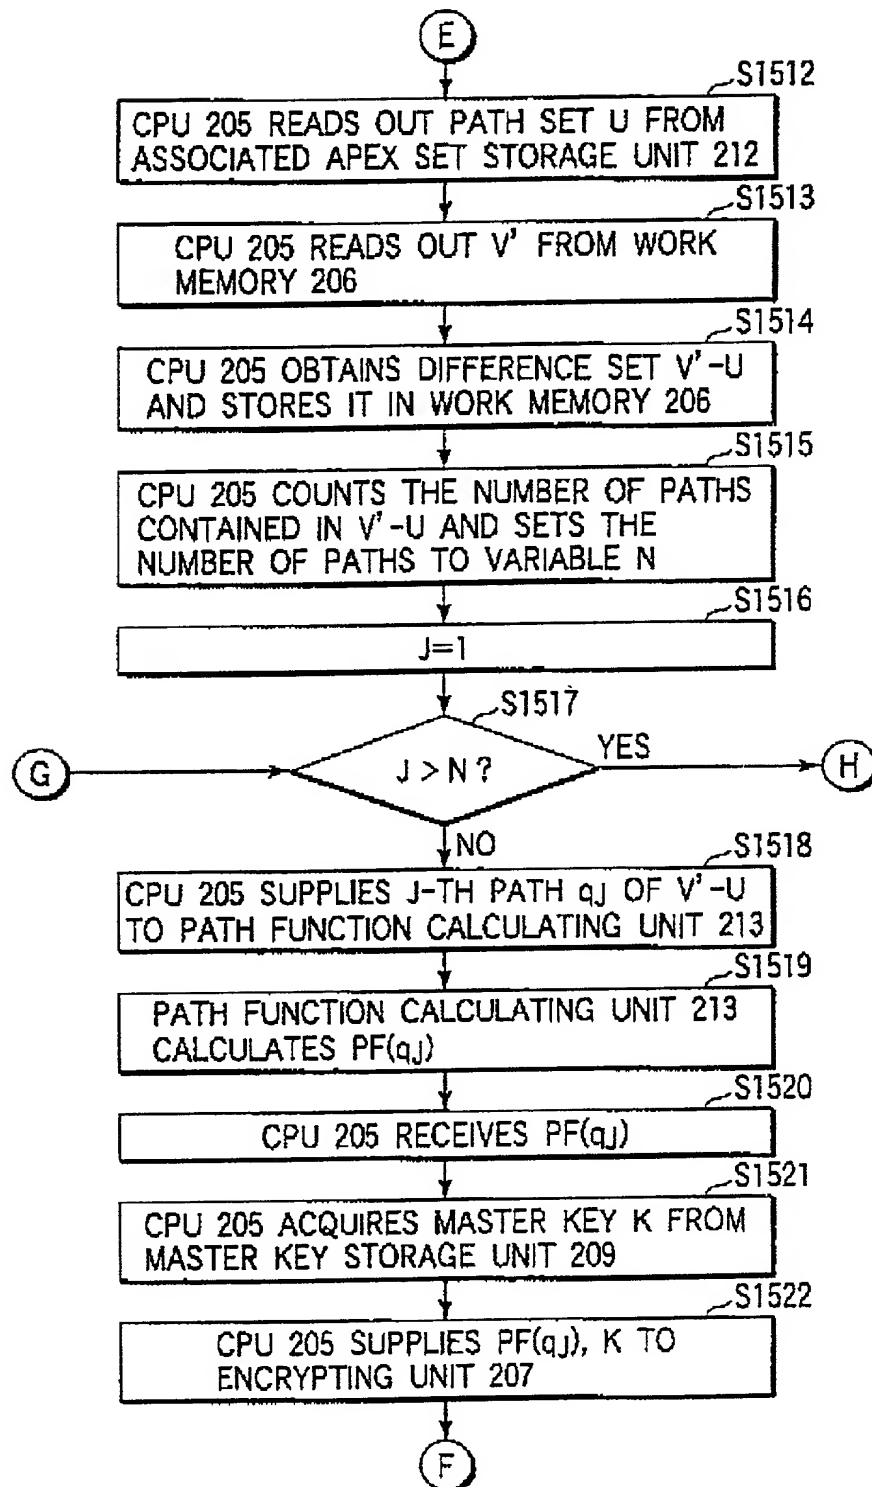 E
S1512
CPU 205 READS OUT PATH SET U FROM
ASSOCIATED APEX SET STORAGE UNIT 212
S1513
CPU 205 READS OUT V' FROM WORK
MEMORY 206
S1514
CPU 205 OBTAINS DIFFERENCE SET V'-U
AND STORES IT IN WORK MEMORY 206
S1515
CPU 205 COUNTS THE NUMBER OF PATHS
CONTAINED IN V'-U AND SETS THE
NUMBER OF PATHS TO VARIABLE N
S1516
J=1
S1517
G
J > N ?
YES
H
NO
S1518
CPU 205 SUPPLIES J-TH PATH qJ OF V'-U
TO PATH FUNCTION CALCULATING UNIT 213
S1519
PATH FUNCTION CALCULATING UNIT 213
CALCULATES PF(qJ)
S1520
CPU 205 RECEIVES PF(qJ)
S1521
CPU 205 ACQUIRES MASTER KEY K FROM
MASTER KEY STORAGE UNIT 209
S1522
CPU 205 SUPPLIES PF(qJ), K TO
ENCRYPTING UNIT 207
F